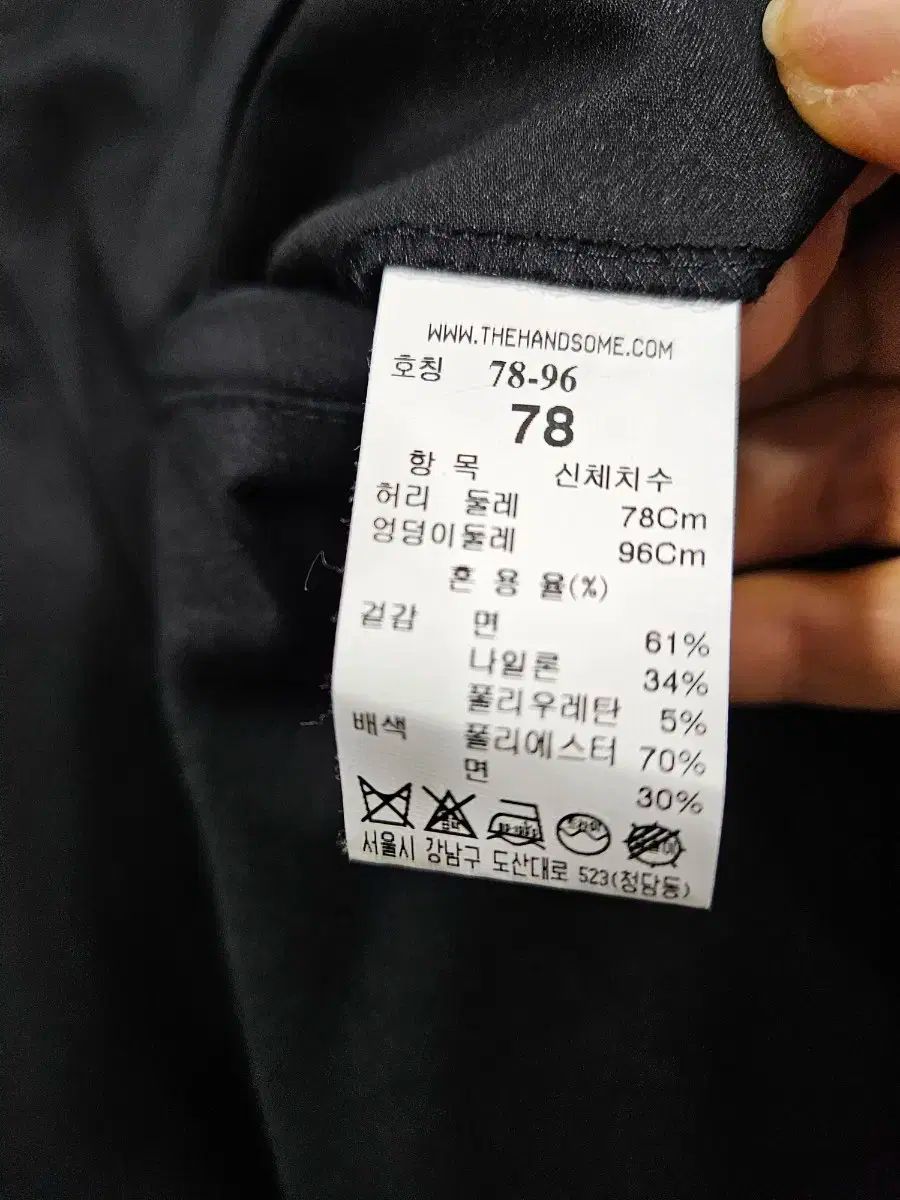 WWW.THEHANDSOME.COM
호칭 78-96
78
항 목 신체치수
허리 둘레 78Cm
엉덩이둘레 96Cm
혼 용 율(%)
겉감 면 61%
나일론 34%
폴리우레탄 5%
배색 폴리에스터 70%
면 30%
서울시 강남구 도산대로 523(청담동)